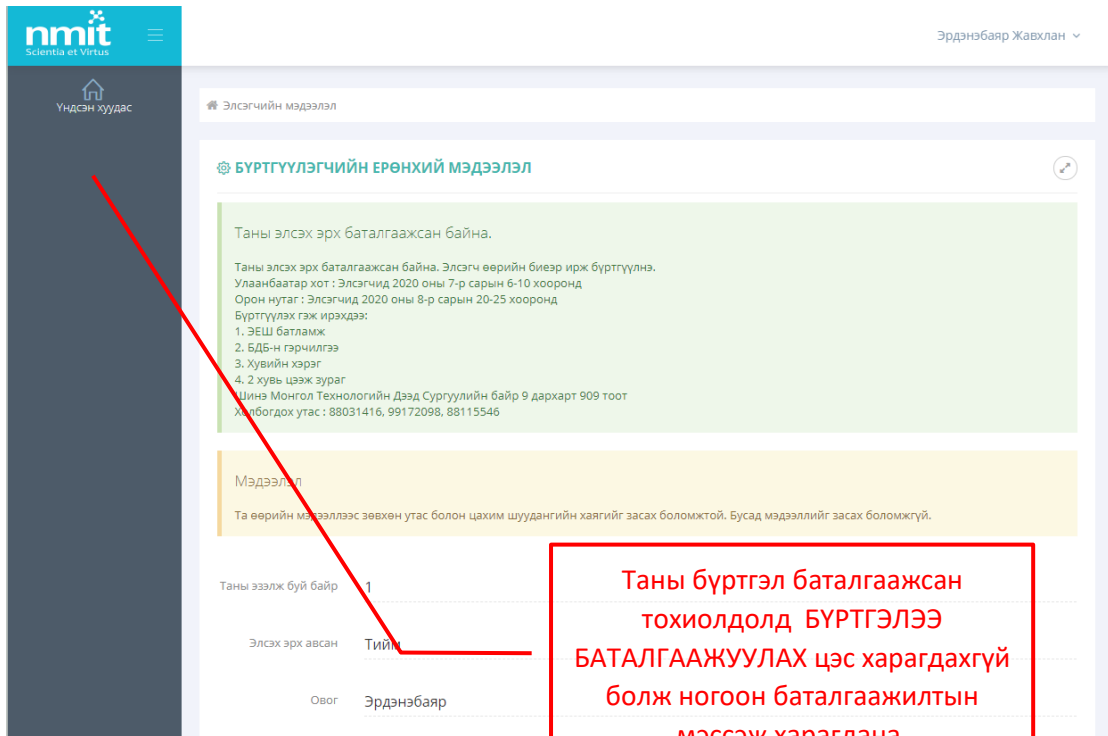 nmit
Scientia et Virtus
Эрдэнэбаяр Жавхлан
Үндсэн хуудас
Элсэгчийн мэдээлэл
БҮРТГҮҮЛЭГЧИЙН ЕРӨНХИЙ МЭДЭЭЛЭЛ
Таны элсэх эрх баталгаажсан байна.
Таны элсэх эрх баталгаажсан байна. Элсэгч өөрийн биеэр ирж бүртгүүлнэ.
Улаанбаатар хот : Элсэгчид 2020 оны 7-р сарын 6-10 хооронд
Орон нутаг : Элсэгчид 2020 оны 8-р сарын 20-25 хооронд
Бүртгүүлэх гэж ирэхдээ:
1. ЭЕШ батламж
2. БДБ-н гэрчилгээ
3. Хувийн хэрэг
4. 2 хувь цээж зураг
Шинэ Монгол Технологийн Дээд Сургуулийн байр 9 дархарт 909 тоот
Холбогдох утас : 88031416, 99172098, 88115546
Мэдээлэл
Та өөрийн мэдээллээс зөвхөн утас болон цахим шуудангийн хаягийг засах боломжтой. Бусад мэдээллийг засах боломжгүй.
Таны эзэлж буй байр 1
Элсэх эрх авсан Тийм
Овог Эрдэнэбаяр
Таны бүртгэл баталгаажсан
тохиолдолд БҮРТГЭЛЭЭ
БАТАЛГААЖУУЛАХ цэс харагдахгүй
болж ногоон баталгаажилтын
мэссэж харагдана